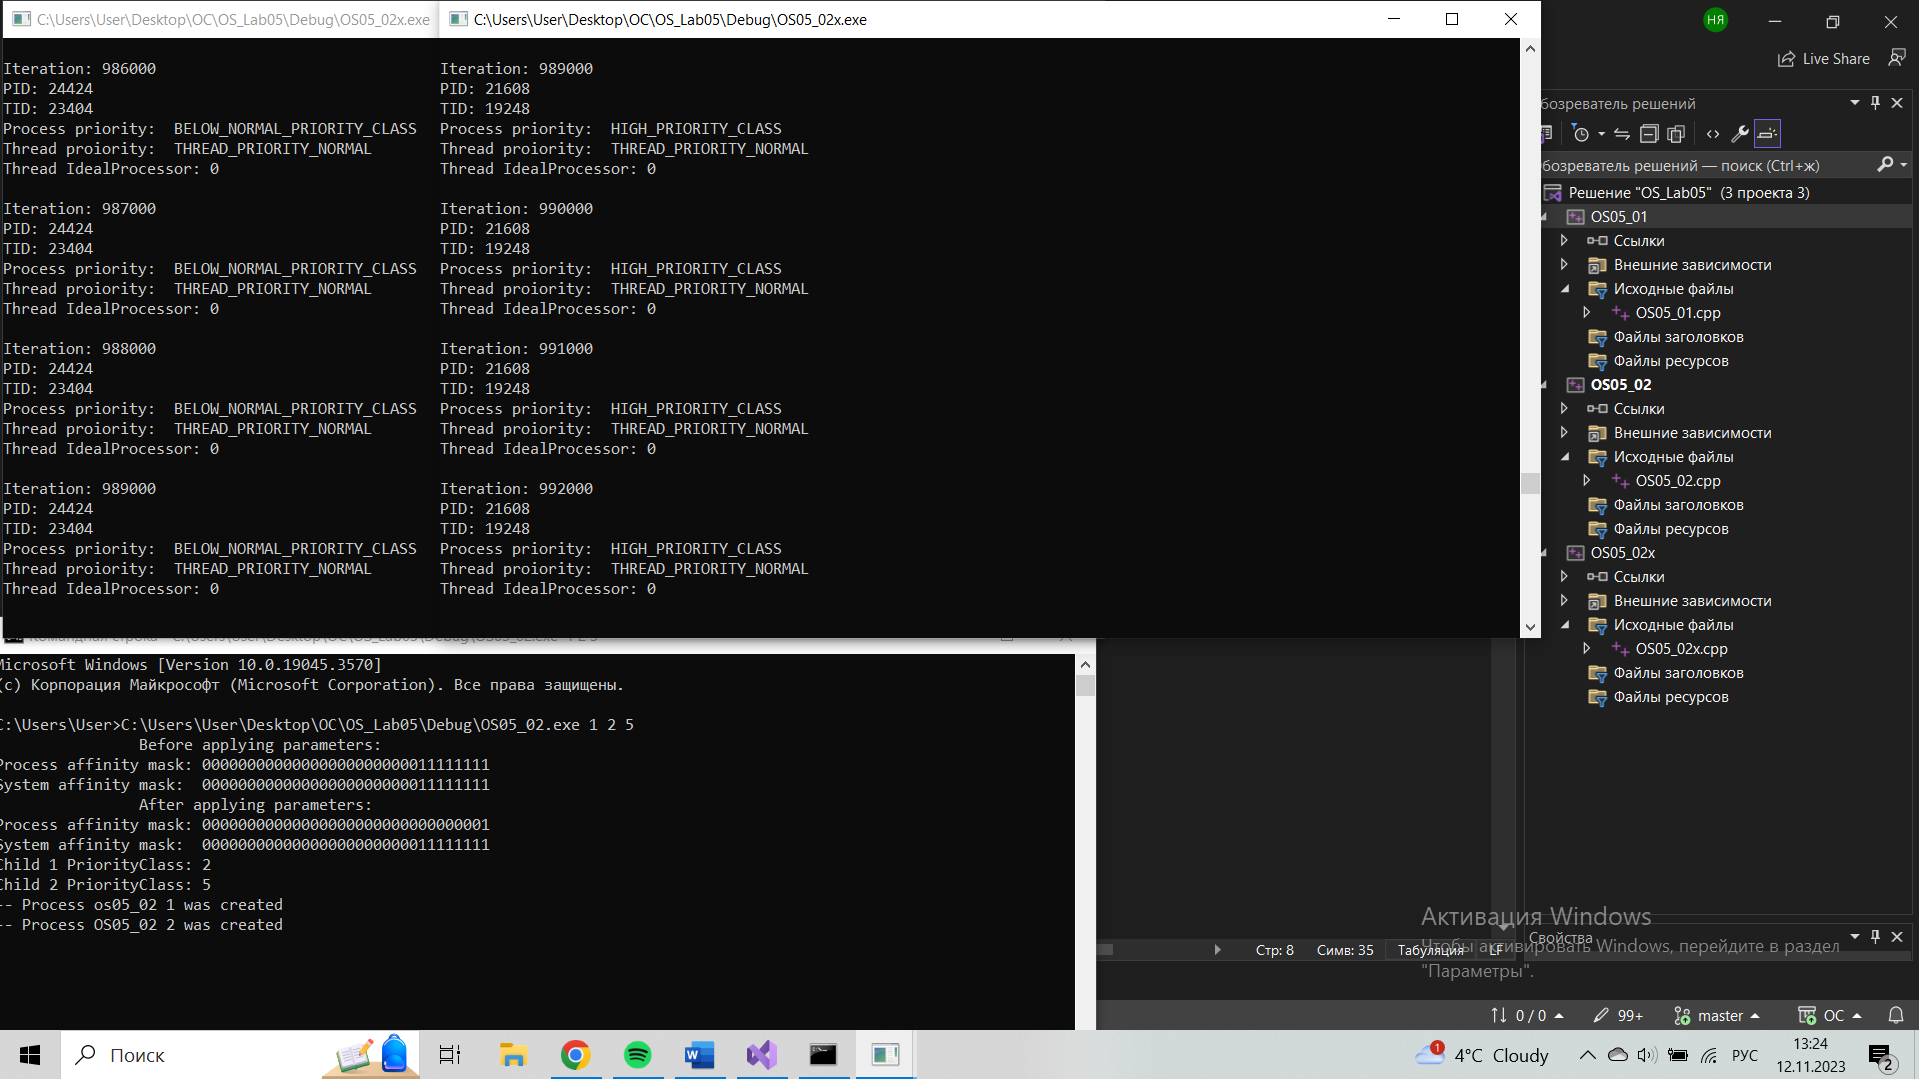 C:\Users\User\Desktop\OC\OS_Lab05\Debug\OS05_02x.exe
Iteration: 986000
PID: 24424
TID: 23404
Process priority:  BELOW_NORMAL_PRIORITY_CLASS
Thread proiority:  THREAD_PRIORITY_NORMAL
Thread IdealProcessor: 0
Iteration: 987000
PID: 24424
TID: 23404
Process priority:  BELOW_NORMAL_PRIORITY_CLASS
Thread proiority:  THREAD_PRIORITY_NORMAL
Thread IdealProcessor: 0
Iteration: 988000
PID: 24424
TID: 23404
Process priority:  BELOW_NORMAL_PRIORITY_CLASS
Thread proiority:  THREAD_PRIORITY_NORMAL
Thread IdealProcessor: 0
Iteration: 989000
PID: 24424
TID: 23404
Process priority:  BELOW_NORMAL_PRIORITY_CLASS
Thread proiority:  THREAD_PRIORITY_NORMAL
Thread IdealProcessor: 0
C:\Users\User\Desktop\OC\OS_Lab05\Debug\OS05_02x.exe
Iteration: 989000
PID: 21608
TID: 19248
Process priority:  HIGH_PRIORITY_CLASS
Thread proiority:  THREAD_PRIORITY_NORMAL
Thread IdealProcessor: 0
Iteration: 990000
PID: 21608
TID: 19248
Process priority:  HIGH_PRIORITY_CLASS
Thread proiority:  THREAD_PRIORITY_NORMAL
Thread IdealProcessor: 0
Iteration: 991000
PID: 21608
TID: 19248
Process priority:  HIGH_PRIORITY_CLASS
Thread proiority:  THREAD_PRIORITY_NORMAL
Thread IdealProcessor: 0
Iteration: 992000
PID: 21608
TID: 19248
Process priority:  HIGH_PRIORITY_CLASS
Thread proiority:  THREAD_PRIORITY_NORMAL
Thread IdealProcessor: 0
Microsoft Windows [Version 10.0.19045.3570]
(c) Корпорация Майкрософт (Microsoft Corporation). Все права защищены.
C:\Users\User>C:\Users\User\Desktop\OC\OS_Lab05\Debug\OS05_02.exe 1 2 5
Before applying parameters:
Process affinity mask: 00000000000000000000000011111111
System affinity mask:  00000000000000000000000011111111
After applying parameters:
Process affinity mask: 00000000000000000000000000000001
System affinity mask:  00000000000000000000000011111111
Child 1 PriorityClass: 2
Child 2 PriorityClass: 5
-- Process os05_02 1 was created
-- Process OS05_02 2 was created
НЯ
Live Share
бозреватель решений
бозреватель решений — поиск (Ctrl+ж)
Решение "OS_Lab05" (3 проекта 3)
OS05_01
Ссылки
Внешние зависимости
Исходные файлы
OS05_01.cpp
Файлы заголовков
Файлы ресурсов
OS05_02
Ссылки
Внешние зависимости
Исходные файлы
OS05_02.cpp
Файлы заголовков
Файлы ресурсов
OS05_02x
Ссылки
Внешние зависимости
Исходные файлы
OS05_02x.cpp
Файлы заголовков
Файлы ресурсов
Свойства
Активация Windows
Чтобы активировать Windows, перейдите в раздел
"Параметры".
Стр: 8 Симв: 35 Табуляция LF
0 / 0 99+ master ОС
Поиск
1
4°C Cloudy
РУС
13:24
12.11.2023
2